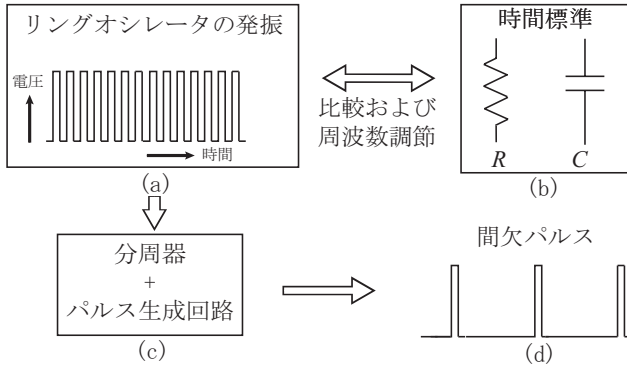 リングオシレータの発振
電圧
時間
(a)
比較および
周波数調節
時間標準
R
C
(b)
分周器
+
パルス生成回路
(c)
間欠パルス
(d)